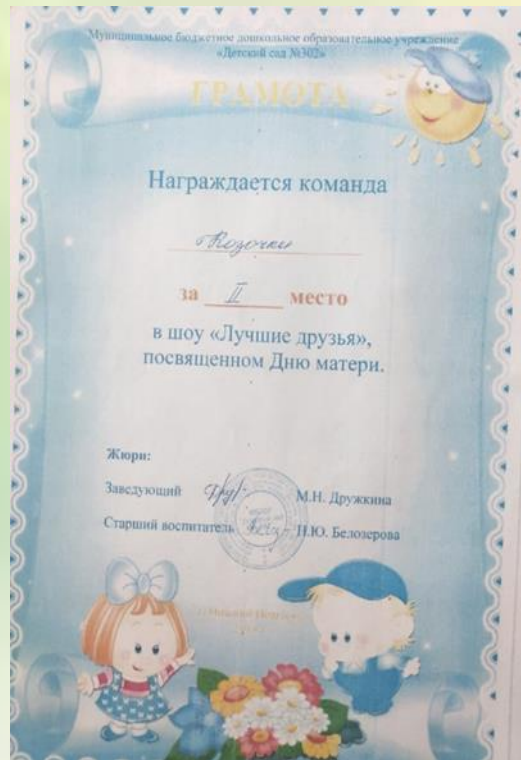 Муниципальное бюджетное дошкольное образовательное учреждение
«Детский сад №302»
ГРАМОТА
Награждается команда
Козочки
за II место
в шоу «Лучшие друзья»,
посвященном Дню матери.
Жюри:
Заведующий М.Н. Дружкина
Старший воспитатель Н.Ю. Белозерова